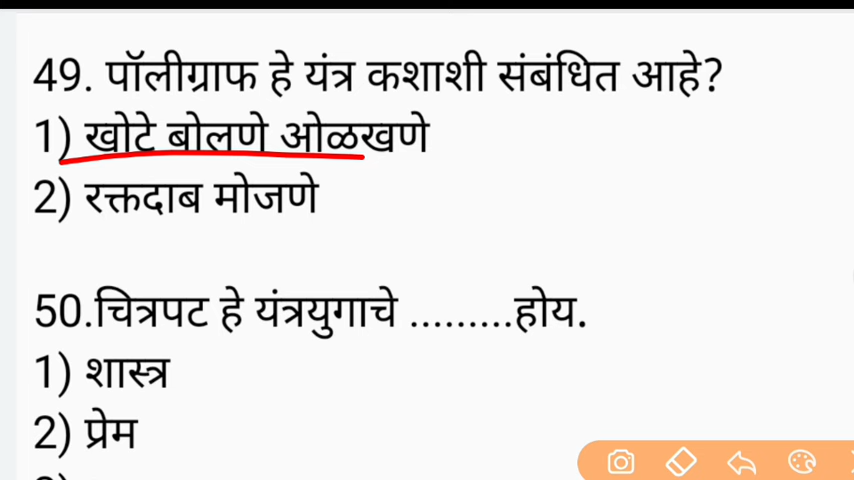 49. पॉलीग्राफ हे यंत्र कशाशी संबंधित आहे?
1) खोटे बोलणे ओळखणे
2) रक्तदाब मोजणे
50.चित्रपट हे यंत्रयुगाचे .........होय.
1) शास्त्र
2) प्रेम